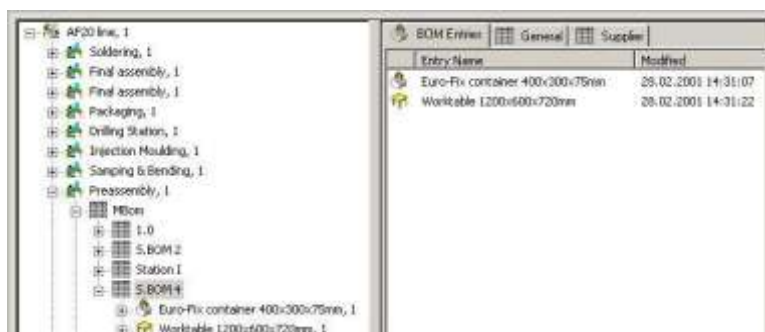 AF20 line, 1
Soldering, 1
Final assembly, 1
Final assembly, 1
Packaging, 1
Drilling Station, 1
Injection Moulding, 1
Samping & Bending, 1
Preassembly, 1
MBom
1.0
S.BOM 2
Station I
S.BOM 4
Euro-Fix container 400x300x75mm, 1
Worktable 1200x600x720mm, 1
BOM Entries General Supplier
Entry Name Modified
Euro-Fix container 400x300x75mm 28.02.2001 14:31:07
Worktable 1200x600x720mm 28.02.2001 14:31:22